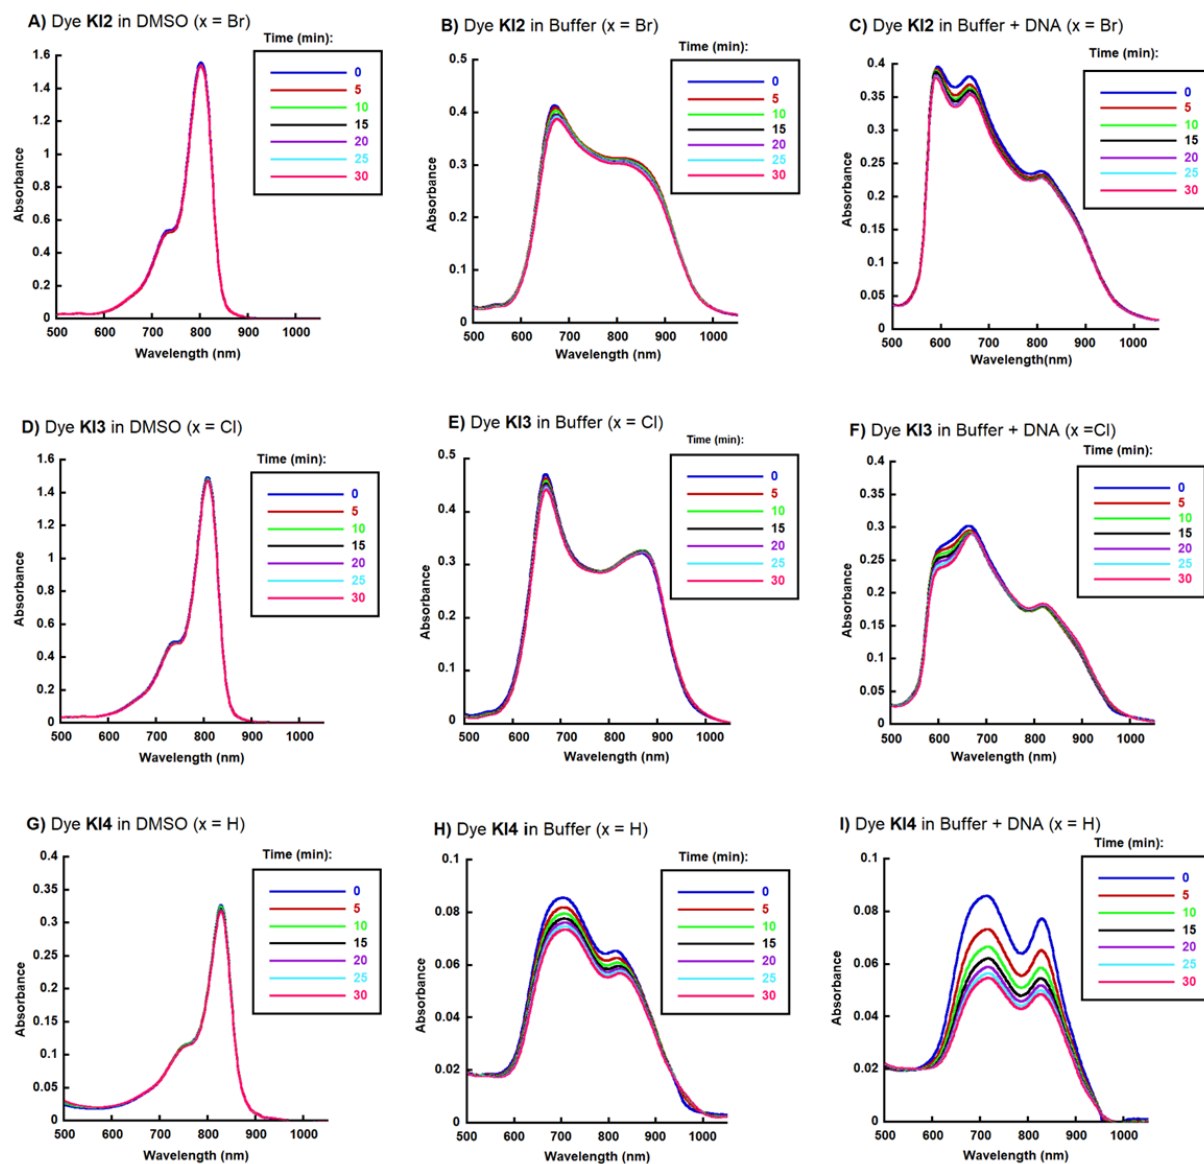 A) Dye KI2 in DMSO (x = Br)
Time (min):
0
5
10
15
20
25
30
Absorbance
1.6
1.4
1.2
1
0.8
0.6
0.4
0.2
0
500 600 700 800 900 1000
Wavelength (nm)
B) Dye KI2 in Buffer (x = Br)
Time (min):
0
5
10
15
20
25
30
Absorbance
0.5
0.4
0.3
0.2
0.1
0
500 600 700 800 900 1000
Wavelength (nm)
C) Dye KI2 in Buffer + DNA (x = Br)
Time (min):
0
5
10
15
20
25
30
Absorbance
0.4
0.35
0.3
0.25
0.2
0.15
0.1
0.05
0
500 600 700 800 900 1000
Wavelength(nm)
D) Dye KI3 in DMSO (x = Cl)
Time (min):
0
5
10
15
20
25
30
Absorbance
1.6
1.4
1.2
1
0.8
0.6
0.4
0.2
0
500 600 700 800 900 1000
Wavelength (nm)
E) Dye KI3 in Buffer (x = Cl)
Time (min):
0
5
10
15
20
25
30
Absorbance
0.5
0.4
0.3
0.2
0.1
0
500 600 700 800 900 1000
Wavelength (nm)
F) Dye KI3 in Buffer + DNA (x =Cl)
Time (min):
0
5
10
15
20
25
30
Absorbance
0.4
0.35
0.3
0.25
0.2
0.15
0.1
0.05
0
500 600 700 800 900 1000
Wavelength (nm)
G) Dye KI4 in DMSO (x = H)
Time (min):
0
5
10
15
20
25
30
Absorbance
0.4
0.35
0.3
0.25
0.2
0.15
0.1
0.05
0
500 600 700 800 900 1000
Wavelength (nm)
H) Dye KI4 in Buffer (x = H)
Time (min):
0
5
10
15
20
25
30
Absorbance
0.1
0.08
0.06
0.04
0.02
0
500 600 700 800 900 1000
Wavelength (nm)
I) Dye KI4 in Buffer + DNA (x = H)
Time (min):
0
5
10
15
20
25
30
Absorbance
0.1
0.08
0.06
0.04
0.02
0
500 600 700 800 900 1000
Wavelength (nm)